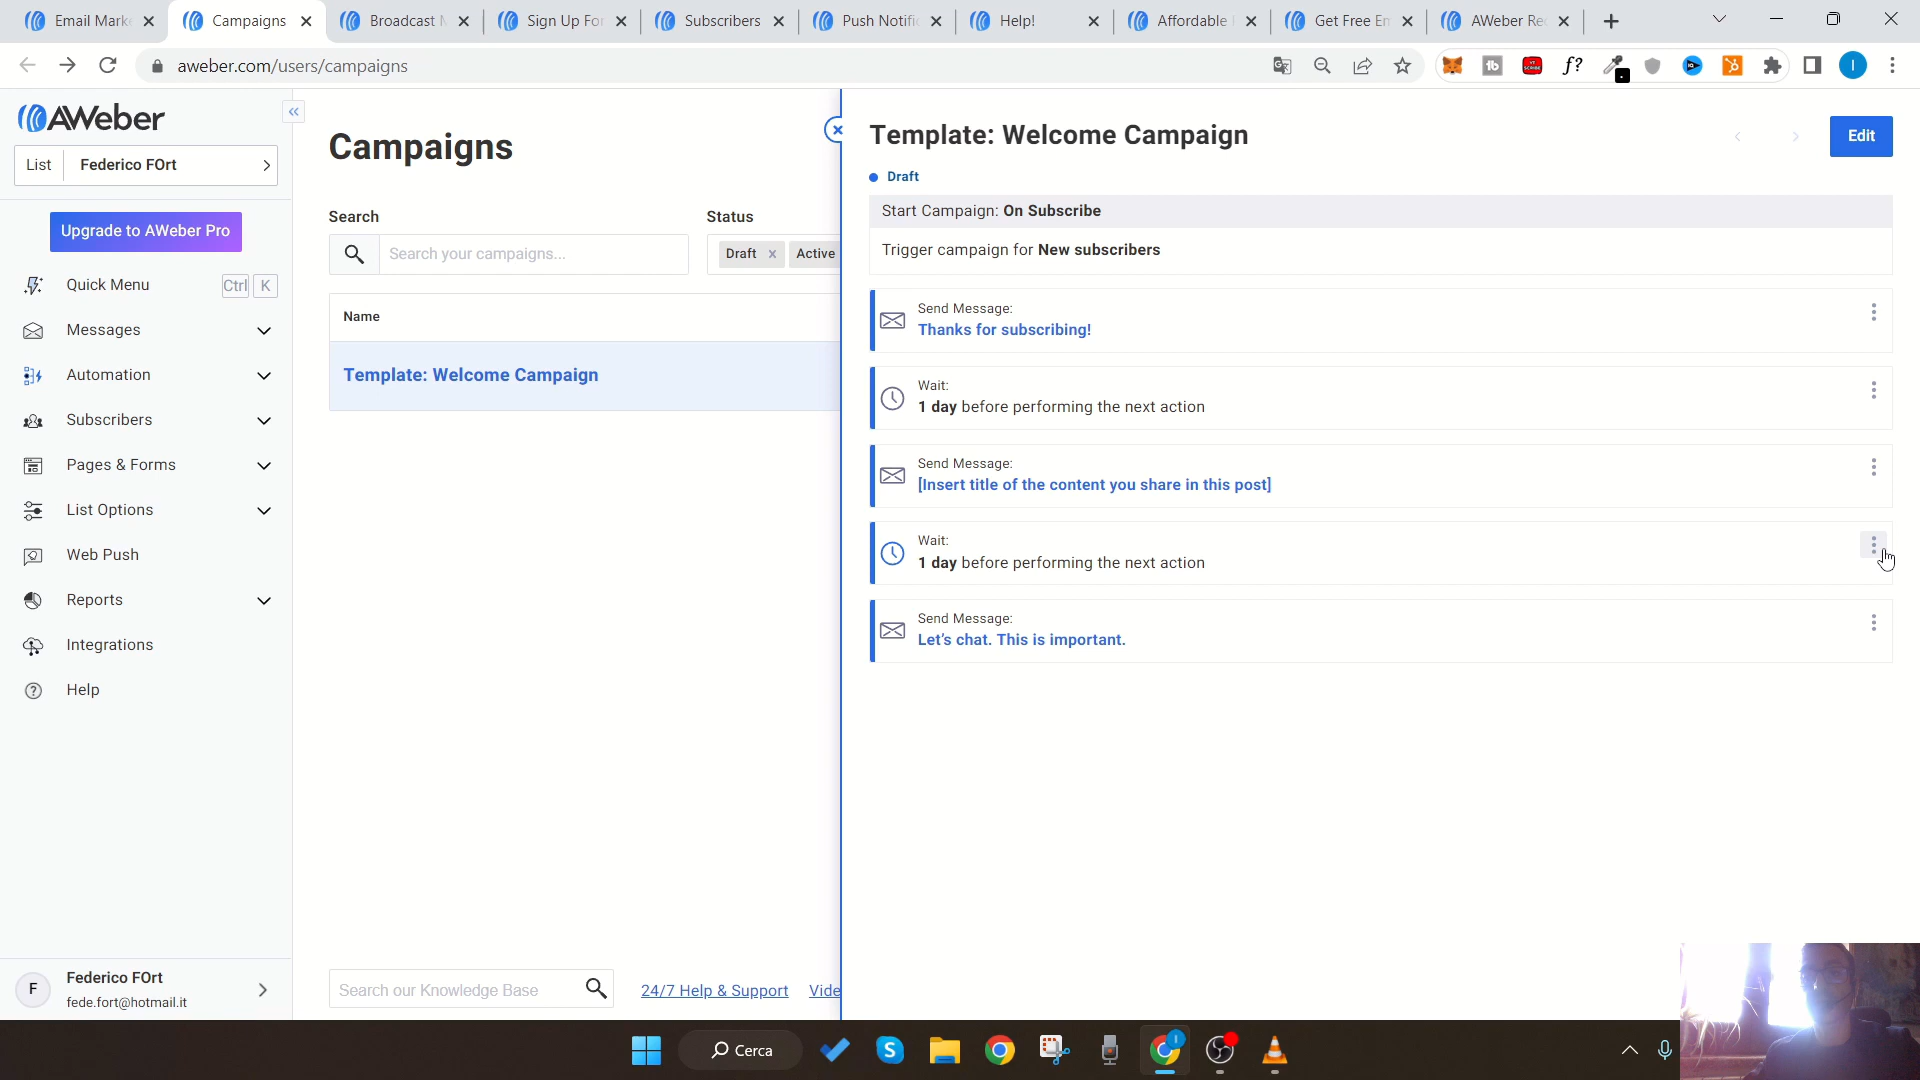 Email Marke
Campaigns
Broadcast M
Sign Up For
Subscribers
Push Notific
Help!
Affordable
Get Free Em
AWeber Re
aweber.com/users/campaigns
AWeber
List Federico FOrt
Upgrade to AWeber Pro
Quick Menu Ctrl K
Messages
Automation
Subscribers
Pages & Forms
List Options
Web Push
Reports
Integrations
Help
F
Federico FOrt
fede.fort@hotmail.it
Campaigns
Search
Search your campaigns...
Status
Draft Active
Name
Template: Welcome Campaign
Search our Knowledge Base
24/7 Help & Support
Vide
Template: Welcome Campaign
Edit
Draft
Start Campaign: On Subscribe
Trigger campaign for New subscribers
Send Message:
Thanks for subscribing!
Wait:
1 day before performing the next action
Send Message:
[Insert title of the content you share in this post]
Wait:
1 day before performing the next action
Send Message:
Let's chat. This is important.
Cerca